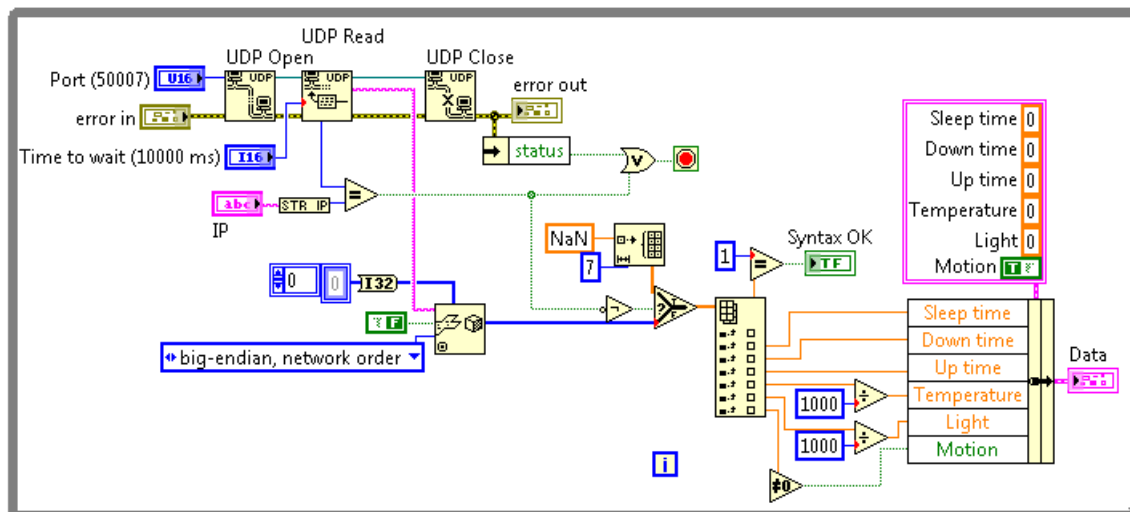 UDP Read
UDP Open
UDP Close
Port (50007)
U16
UDP
UDP
UDP
error out
error in
Time to wait (10000 ms)
I16
status
V
=
abc
STR IP
IP
Sleep time 0
Down time 0
Up time 0
Temperature 0
Light 0
Motion T
NaN
7
Syntax OK
1
=
TF
0
0
I32
F
?
T
F
big-endian, network order
Sleep time
Down time
Up time
Temperature
Light
Motion
Data
1000
÷
1000
÷
i
≠0